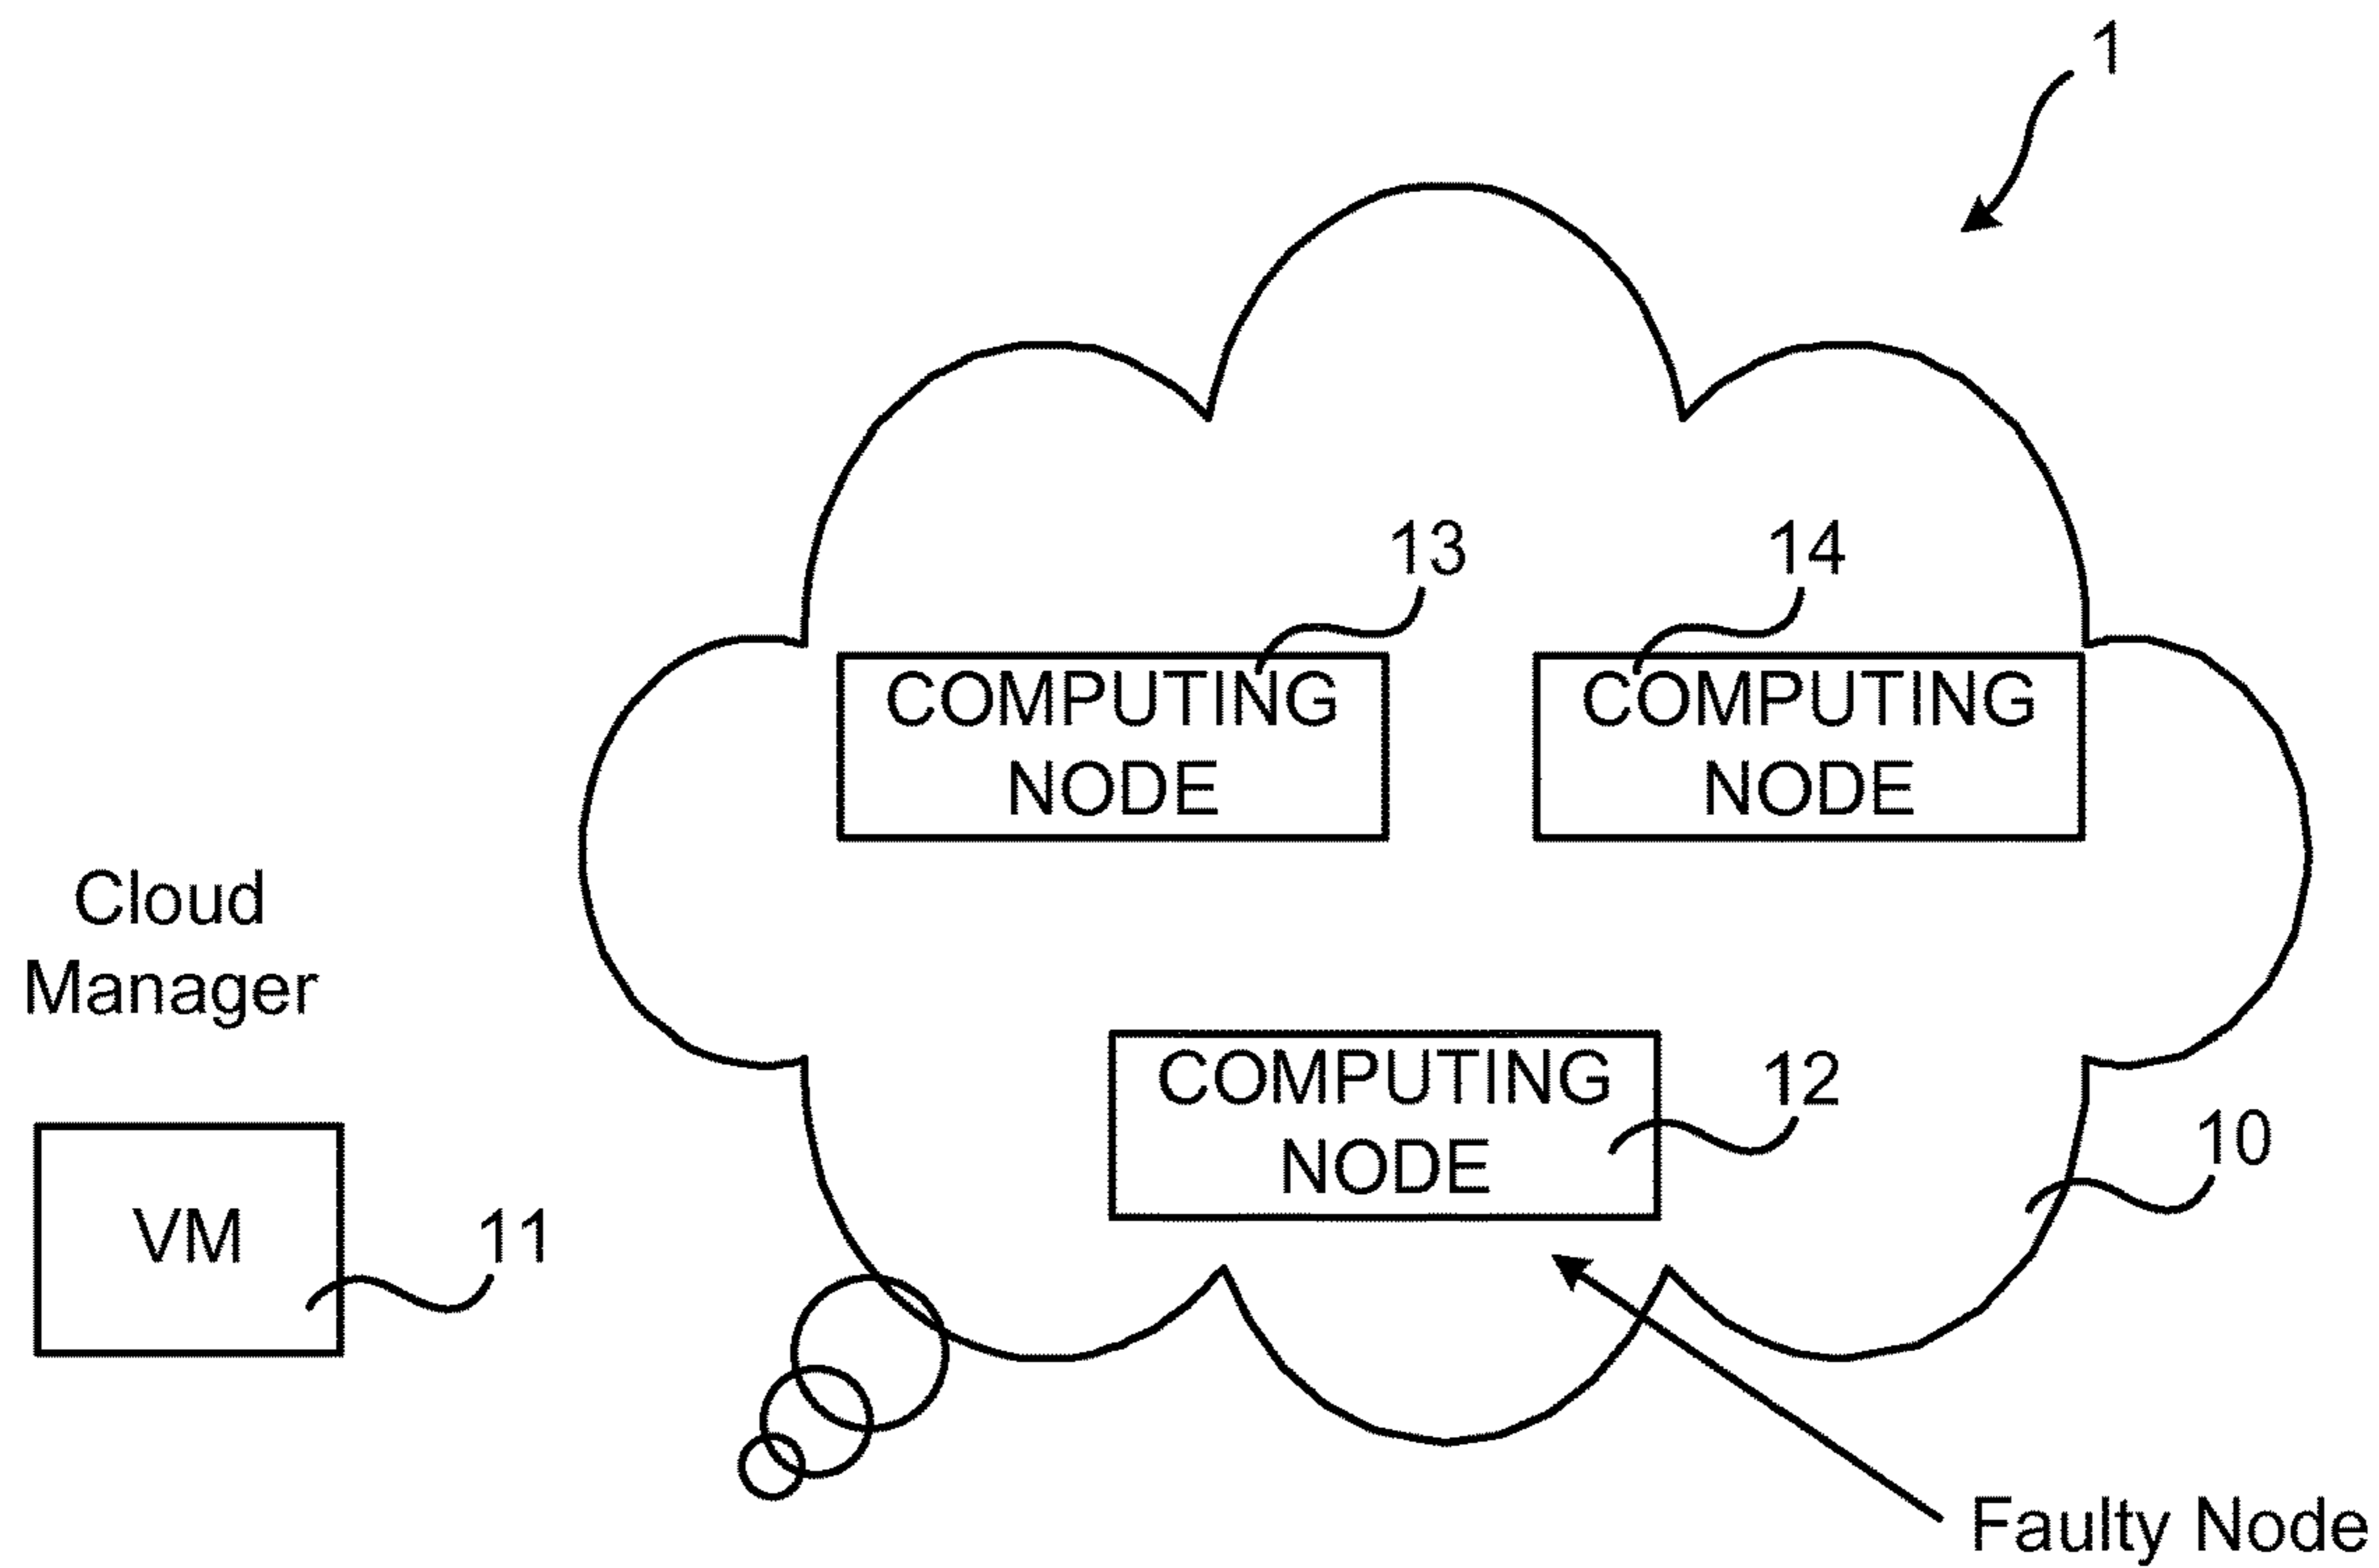 1
13
14
COMPUTING
NODE
COMPUTING
NODE
Cloud
Manager
COMPUTING
NODE
12
10
VM
11
Faulty Node